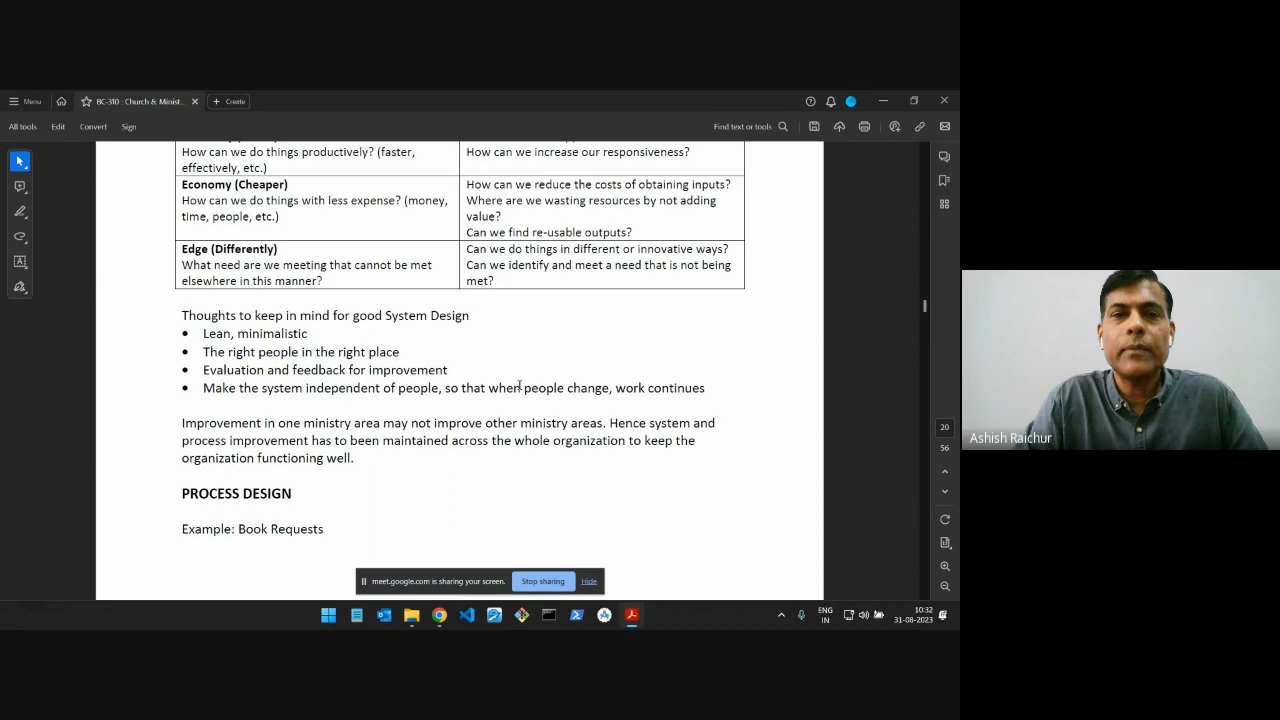 Menu
BC-310 : Church & Minist...
Create
All tools
Edit
Convert
Sign
Find text or tools
How can we do things productively? (faster,
effectively, etc.)
How can we increase our responsiveness?
Economy (Cheaper)
How can we do things with less expense? (money,
time, people, etc.)
How can we reduce the costs of obtaining inputs?
Where are we wasting resources by not adding
value?
Can we find re-usable outputs?
Edge (Differently)
What need are we meeting that cannot be met
elsewhere in this manner?
Can we do things in different or innovative ways?
Can we identify and meet a need that is not being
met?
Thoughts to keep in mind for good System Design
• Lean, minimalistic
• The right people in the right place
• Evaluation and feedback for improvement
• Make the system independent of people, so that when people change, work continues
Improvement in one ministry area may not improve other ministry areas. Hence system and
process improvement has to been maintained across the whole organization to keep the
organization functioning well.
PROCESS DESIGN
Example: Book Requests
20
56
meet.google.com is sharing your screen.
Stop sharing
Hide
ENG
IN
10:32
31-08-2023
Ashish Raichur